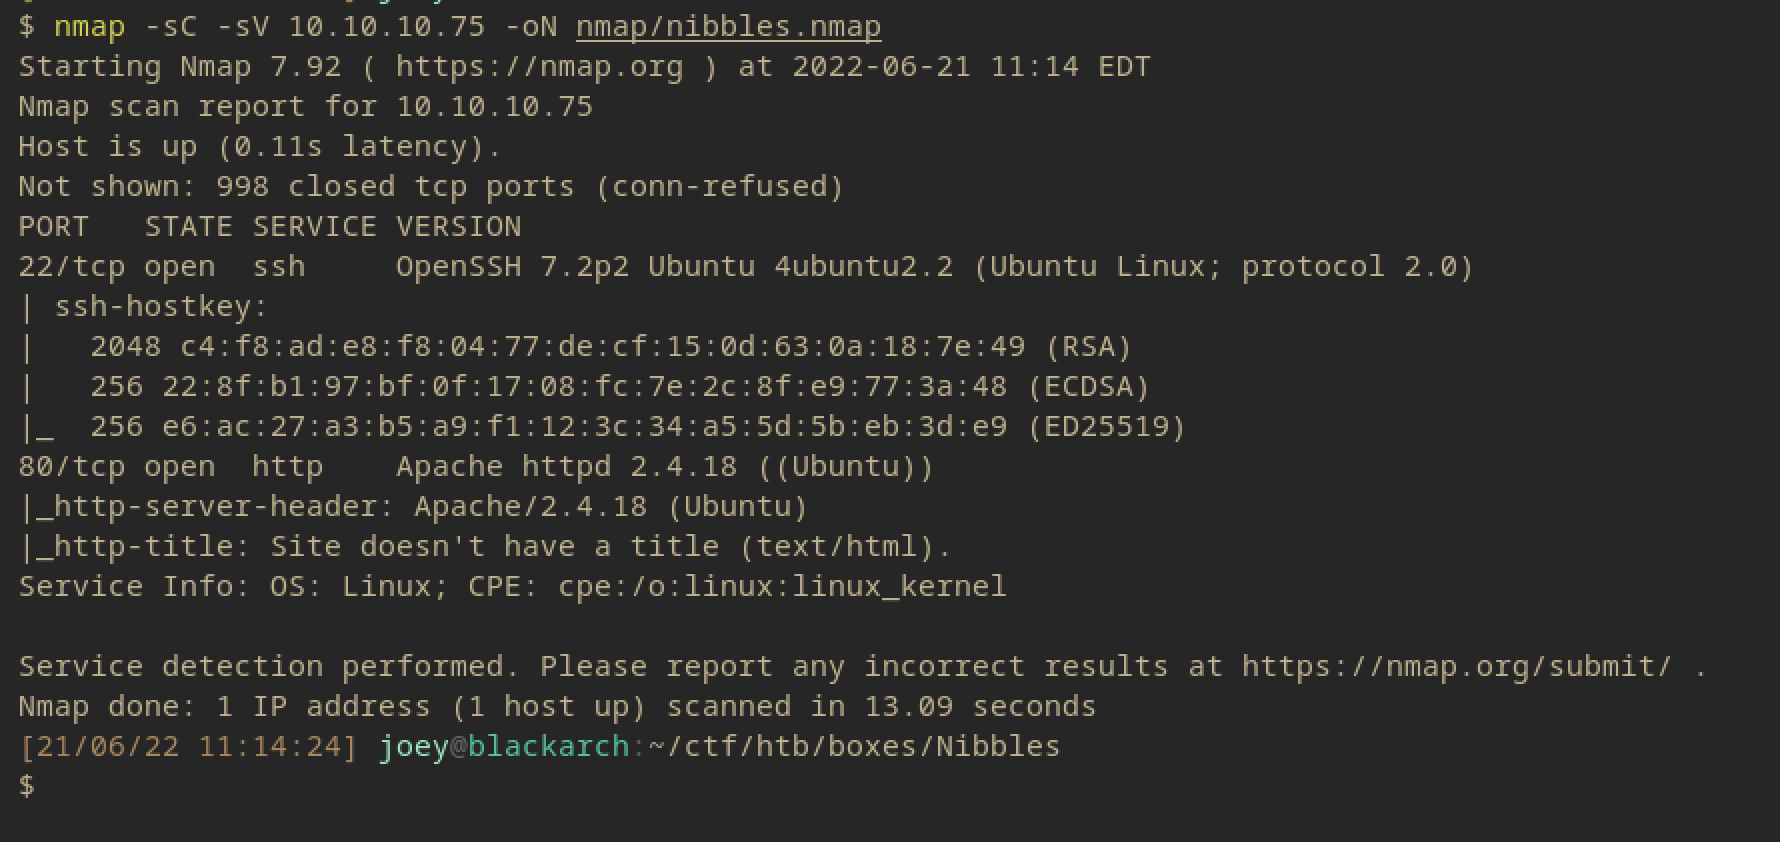 $ nmap -sC -sV 10.10.10.75 -oN nmap/nibbles.nmap
Starting Nmap 7.92 ( https://nmap.org ) at 2022-06-21 11:14 EDT
Nmap scan report for 10.10.10.75
Host is up (0.11s latency).
Not shown: 998 closed tcp ports (conn-refused)
PORT   STATE SERVICE VERSION
22/tcp open  ssh     OpenSSH 7.2p2 Ubuntu 4ubuntu2.2 (Ubuntu Linux; protocol 2.0)
| ssh-hostkey:
|   2048 c4:f8:ad:e8:f8:04:77:de:cf:15:0d:63:0a:18:7e:49 (RSA)
|   256 22:8f:b1:97:bf:0f:17:08:fc:7e:2c:8f:e9:77:3a:48 (ECDSA)
|_  256 e6:ac:27:a3:b5:a9:f1:12:3c:34:a5:5d:5b:eb:3d:e9 (ED25519)
80/tcp open  http    Apache httpd 2.4.18 ((Ubuntu))
|_http-server-header: Apache/2.4.18 (Ubuntu)
|_http-title: Site doesn't have a title (text/html).
Service Info: OS: Linux; CPE: cpe:/o:linux:linux_kernel

Service detection performed. Please report any incorrect results at https://nmap.org/submit/ .
Nmap done: 1 IP address (1 host up) scanned in 13.09 seconds
[21/06/22 11:14:24] joey@blackarch:~/ctf/htb/boxes/Nibbles
$